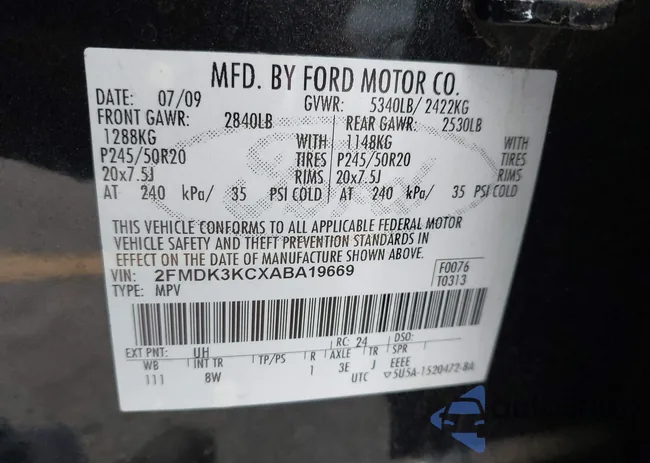 MFD. BY FORD MOTOR CO.
DATE: 07/09 GVWR: 5340LB/ 2422KG
FRONT GAWR: 2840LB REAR GAWR: 2530LB
1288KG WITH 1148KG WITH
P245/50R20 TIRES P245/50R20 TIRES
20x7.5J RIMS 20x7.5J RIMS
AT 240 kPa/ 35 PSI COLD AT 240 kPa/ 35 PSI COLD
THIS VEHICLE CONFORMS TO ALL APPLICABLE FEDERAL MOTOR
VEHICLE SAFETY AND THEFT PREVENTION STANDARDS IN
EFFECT ON THE DATE OF MANUFACTURE SHOWN ABOVE.
VIN: 2FMDK3KCXABA19669 F0076
TYPE: MPV T0313
EXT PNT: UH RC: 24 DSO:
WB INT TR TP/PS R AXLE TR SPR
111 8W 1 3E J EEEE
UTC 5U5A-1520472-BA